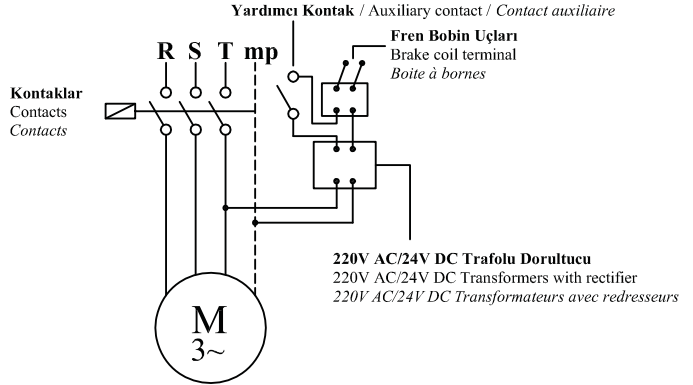 Yardımcı Kontak / Auxiliary contact / Contact auxiliaire
Fren Bobin Uçları
Brake coil terminal
Boite à bornes
R S T mp
Kontaklar
Contacts
Contacts
220V AC/24V DC Trafolu Dorultucu
220V AC/24V DC Transformers with rectifier
220V AC/24V DC Transformateurs avec redresseurs
M
3~